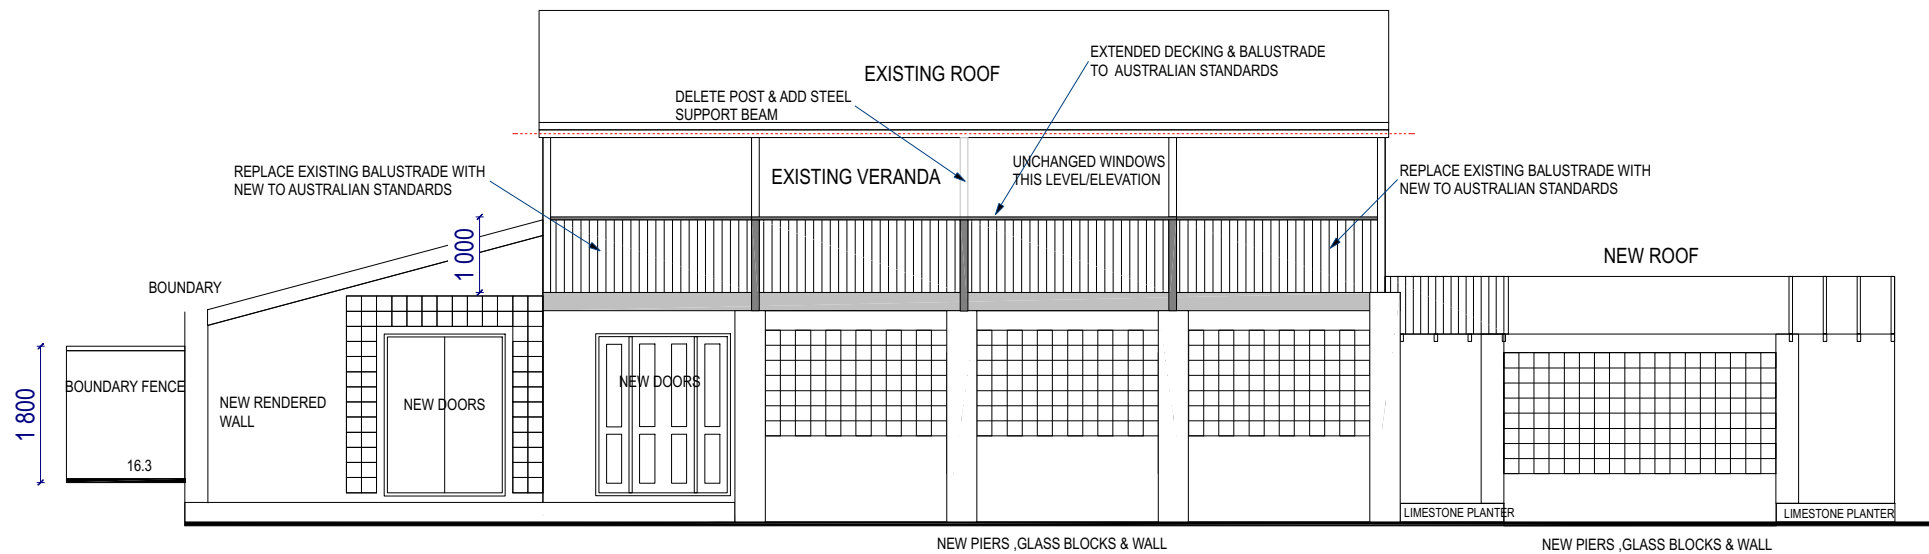 EXISTING ROOF
EXTENDED DECKING & BALUSTRADE
TO AUSTRALIAN STANDARDS
DELETE POST & ADD STEEL
SUPPORT BEAM
REPLACE EXISTING BALUSTRADE WITH
NEW TO AUSTRALIAN STANDARDS
EXISTING VERANDA
UNCHANGED WINDOWS
THIS LEVEL/ELEVATION
REPLACE EXISTING BALUSTRADE WITH
NEW TO AUSTRALIAN STANDARDS
1 000
NEW ROOF
BOUNDARY
1 800
BOUNDARY FENCE
NEW RENDERED
WALL
NEW DOORS
NEW DOORS
16.3
LIMESTONE PLANTER
LIMESTONE PLANTER
NEW PIERS ,GLASS BLOCKS & WALL
NEW PIERS ,GLASS BLOCKS & WALL